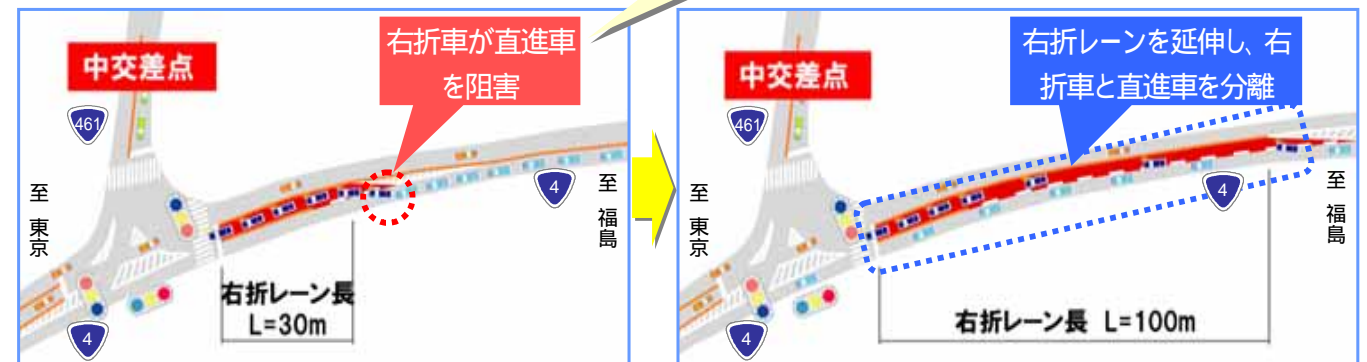 右折車が直進車
を阻害
中交差点
461
至 東京
4
至 福島
右折レーン長
L=30m
4
右折レーンを延伸し、右
折車と直進車を分離
中交差点
461
至 東京
4
至 福島
右折レーン長 L=100m
4